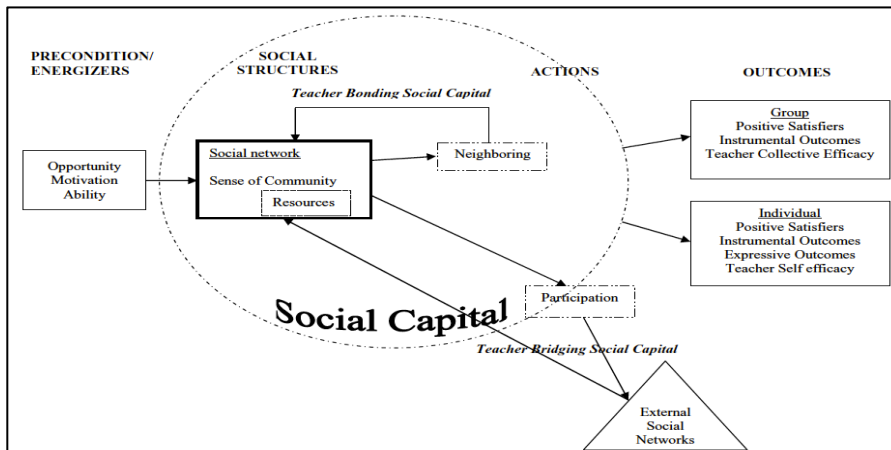 PRECONDITION/
ENERGIZERS
SOCIAL
STRUCTURES
ACTIONS
OUTCOMES
Teacher Bonding Social Capital
Opportunity
Motivation
Ability
Social network
Sense of Community
Resources
Neighboring
Group
Positive Satisfiers
Instrumental Outcomes
Teacher Collective Efficacy
Individual
Positive Satisfiers
Instrumental Outcomes
Expressive Outcomes
Teacher Self efficacy
Participation
Social Capital
Teacher Bridging Social Capital
External
Social
Networks